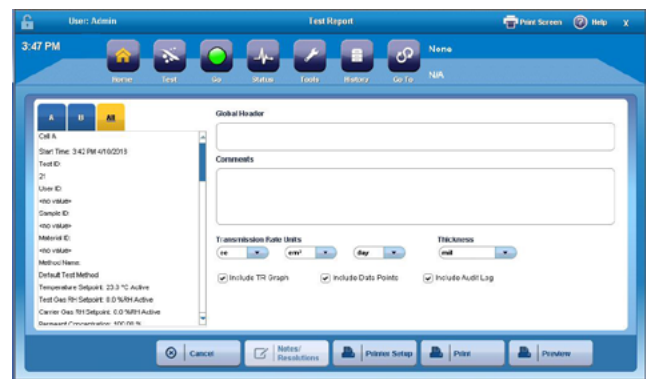 User: Admin
Test Report
Print Screen
Help
X
3:47 PM
None
Home
Test
Go
Status
Tools
History
Go To
N/A
A
B
All
Global Header
Cell A
Start Time: 3:42 PM 4/10/2013
Test ID:
21
User ID:
<no value>
Sample ID:
<no value>
Material ID:
<no value>
Method Name:
Default Test Method
Temperature Setpoint: 23.0 °C Active
Test Gas RH Setpoint: 0.0 %RH Active
Carrier Gas RH Setpoint: 0.0 %RH Active
Permeant Concentration: 100.00 %
Comments
Transmission Rate Units
Thickness
cc
cm²
day
mil
Include TR Graph
Include Data Points
Include Audit Log
Cancel
Notes/
Resolutions
Printer Setup
Print
Preview